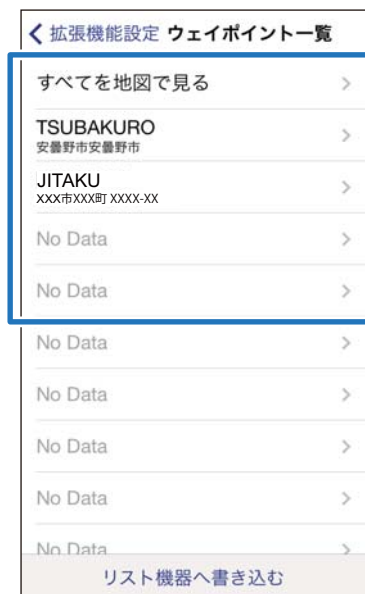 拡張機能設定 ウェイポイント一覧
すべてを地図で見る
TSUBAKURO
安曇野市安曇野市
JITAKU
XXX市XXX町 XXXX-XX
No Data
No Data
No Data
No Data
No Data
No Data
No Data
リスト機器へ書き込む